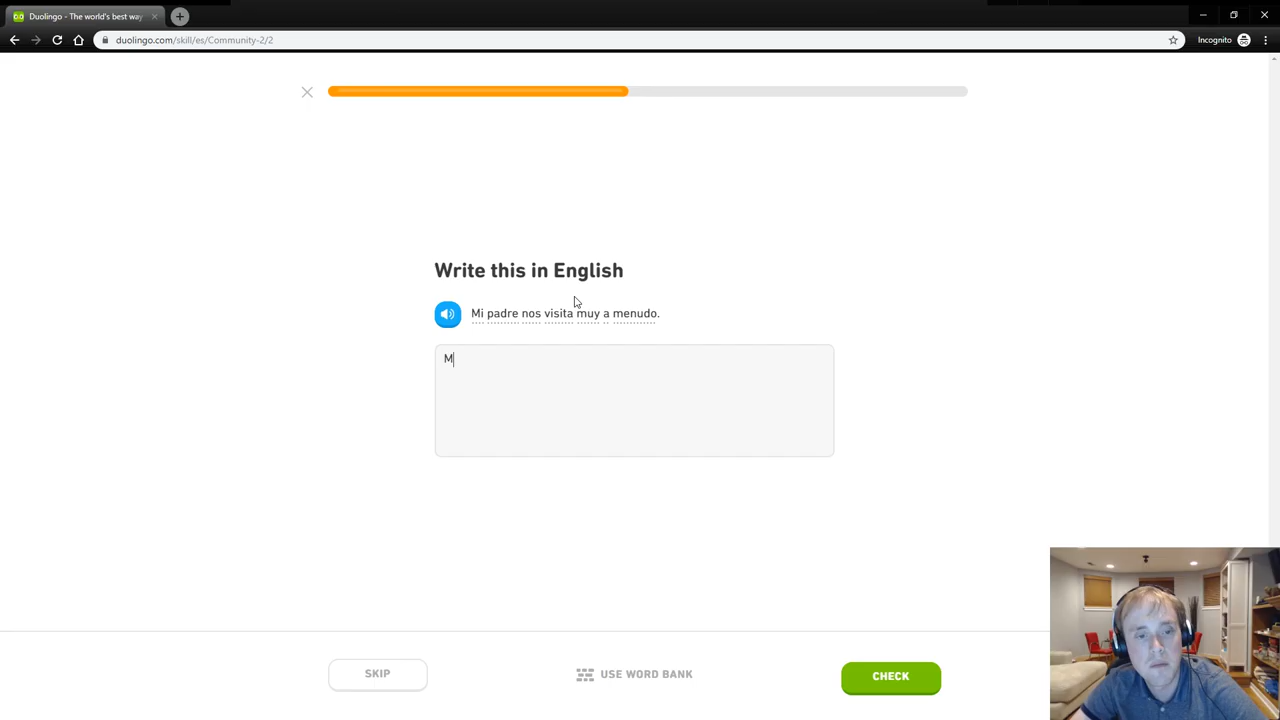 Duolingo - The world's best way
duolingo.com/skill/es/Community-2/2
Incognito
Write this in English
Mi padre nos visita muy a menudo.
M
SKIP
USE WORD BANK
CHECK